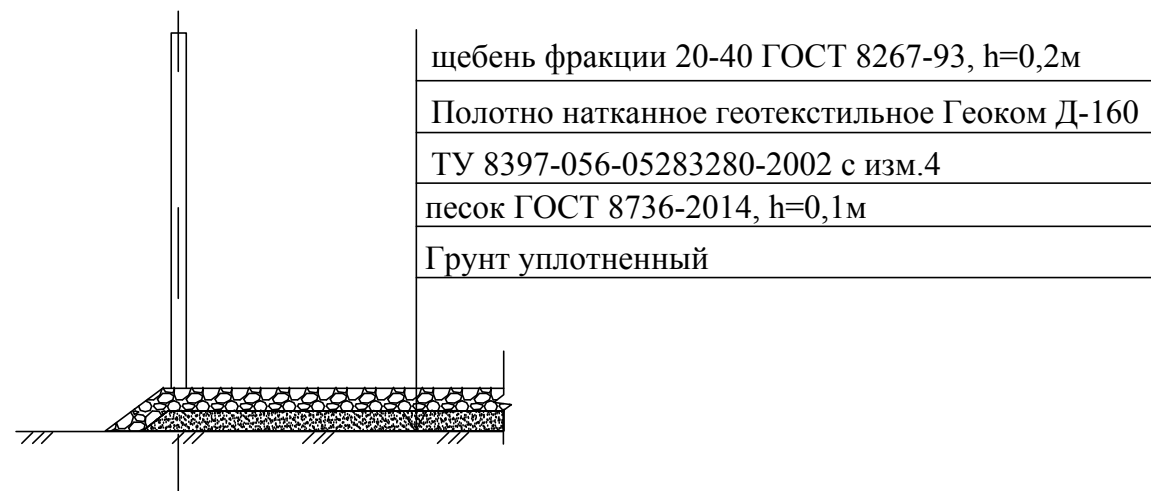 щебень фракции 20-40 ГОСТ 8267-93, h=0,2м
Полотно натканное геотекстильное Геоком Д-160
ТУ 8397-056-05283280-2002 с изм.4
песок ГОСТ 8736-2014, h=0,1м
Грунт уплотненный